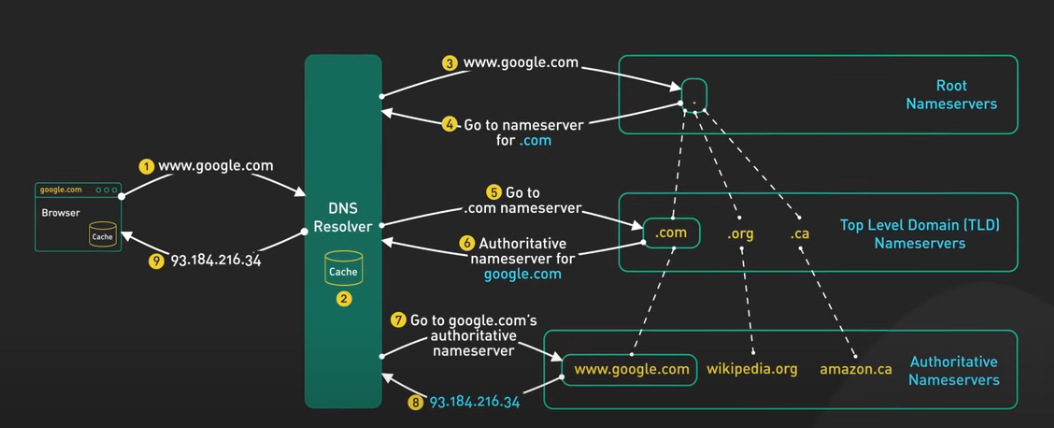 3 www.google.com
Root
Nameservers
.
4 Go to nameserver
for .com
1 www.google.com
google.com
Browser
Cache
9 93.184.216.34
DNS
Resolver
Cache
2
5 Go to
.com nameserver
6 Authoritative
nameserver for
google.com
.com
.org
.ca
Top Level Domain (TLD)
Nameservers
7 Go to google.com's
authoritative
nameserver
8 93.184.216.34
www.google.com
wikipedia.org
amazon.ca
Authoritative
Nameservers